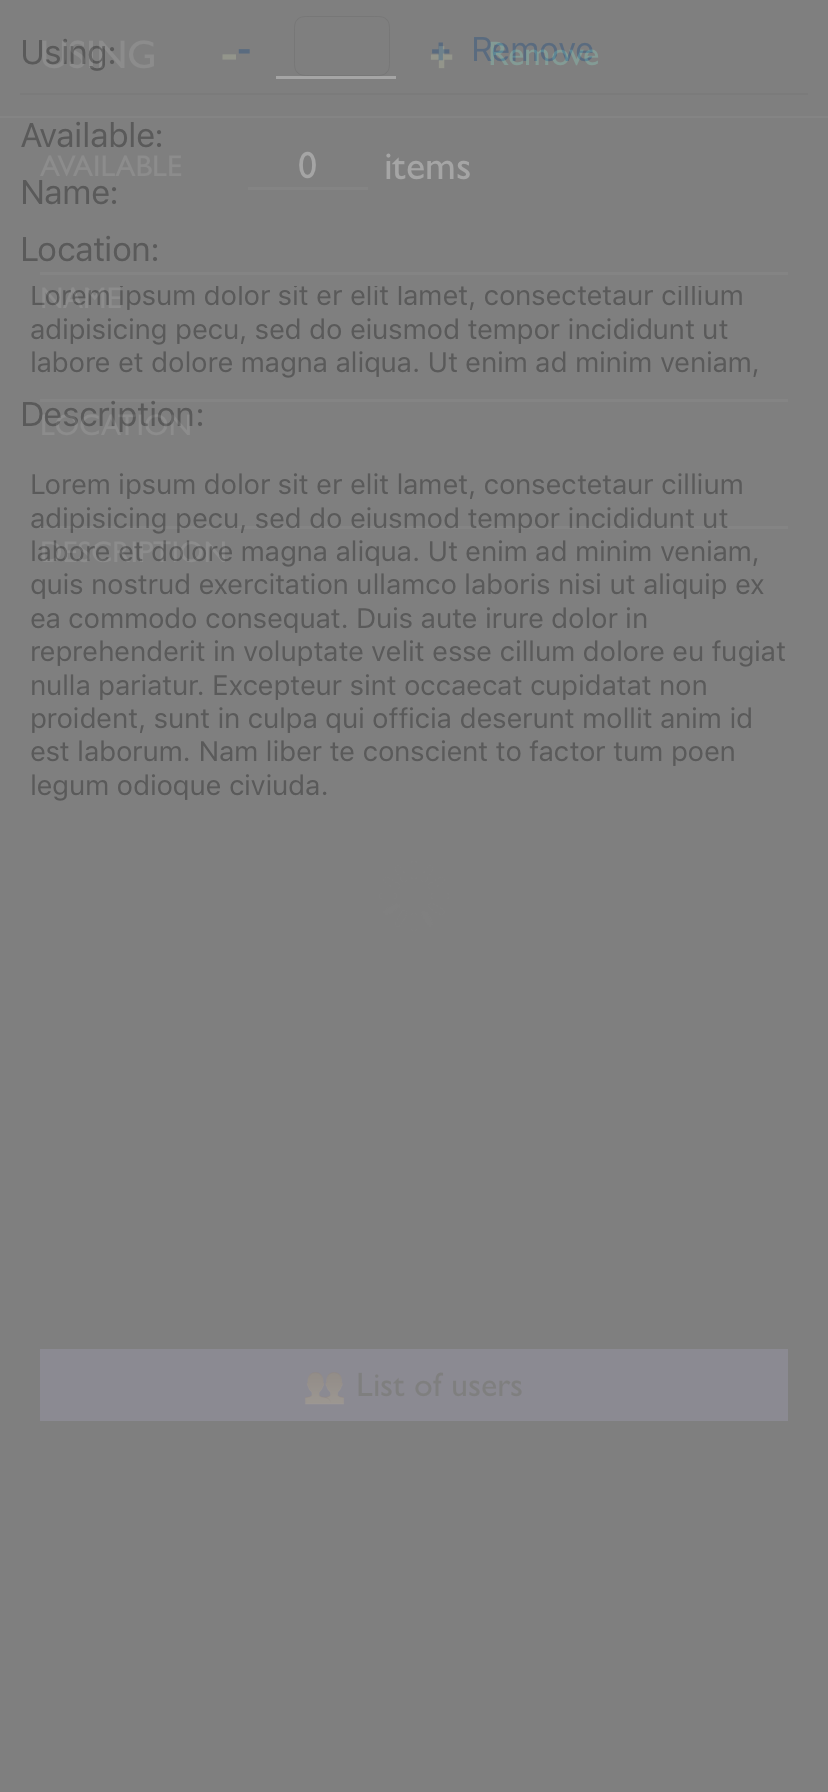 Using:
USING
- - + + Remove
Remove
Available:
AVAILABLE 0 items
Name:
Location:
NAME
Lorem ipsum dolor sit er elit lamet, consectetaur cillium
adipisicing pecu, sed do eiusmod tempor incididunt ut
labore et dolore magna aliqua. Ut enim ad minim veniam,
Description:
LOCATION
Lorem ipsum dolor sit er elit lamet, consectetaur cillium
adipisicing pecu, sed do eiusmod tempor incididunt ut
labore et dolore magna aliqua. Ut enim ad minim veniam,
DESCRIPTION
quis nostrud exercitation ullamco laboris nisi ut aliquip ex
ea commodo consequat. Duis aute irure dolor in
reprehenderit in voluptate velit esse cillum dolore eu fugiat
nulla pariatur. Excepteur sint occaecat cupidatat non
proident, sunt in culpa qui officia deserunt mollit anim id
est laborum. Nam liber te conscient to factor tum poen
legum odioque civiuda.
👥 List of users